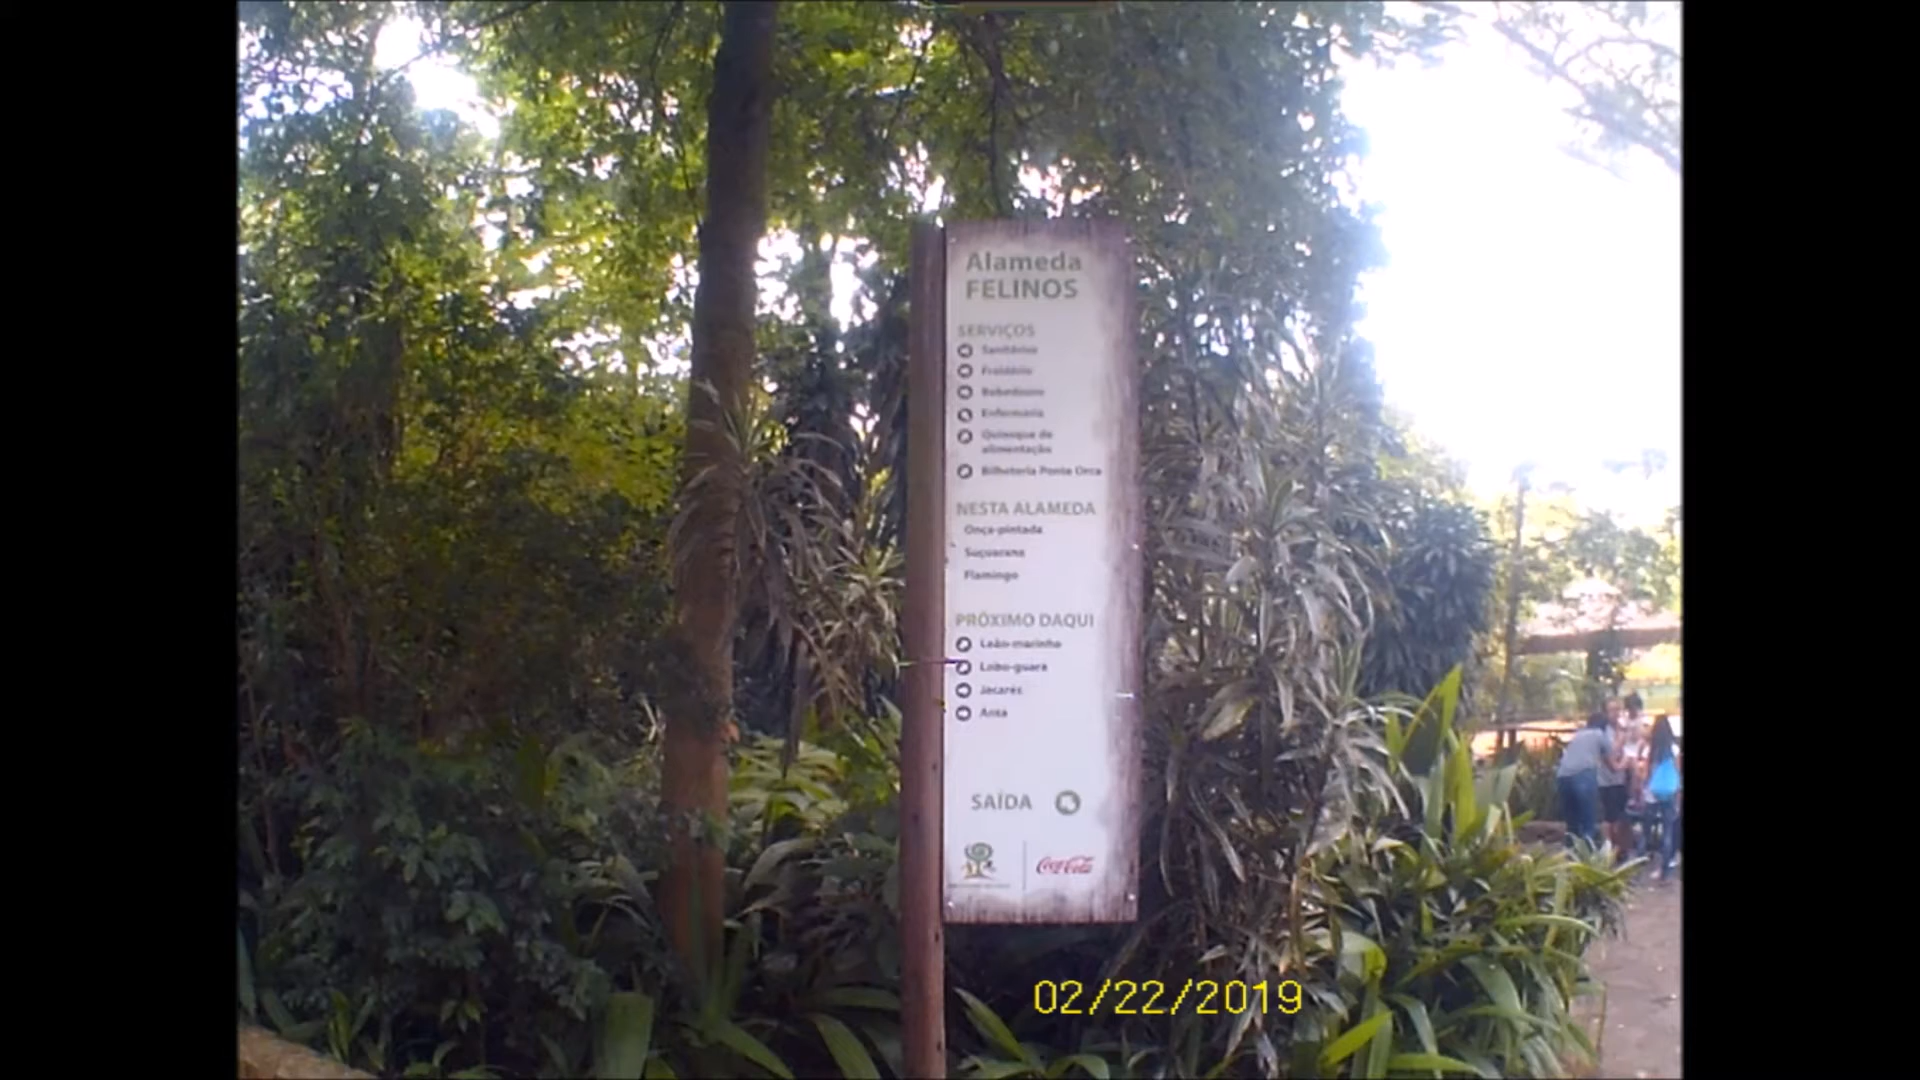 Alameda
FELINOS
SERVIÇOS
Sanitários
Fraldário
Bebedouro
Enfermaria
Quiosque de
alimentação
Bilheteria Ponte Orca
NESTA ALAMEDA
Onça-pintada
Suçuarana
Flamingo
PRÓXIMO DAQUI
Leão-marinho
Lobo-guará
Jacarés
Anta
SAÍDA
Coca-Cola
02/22/2019